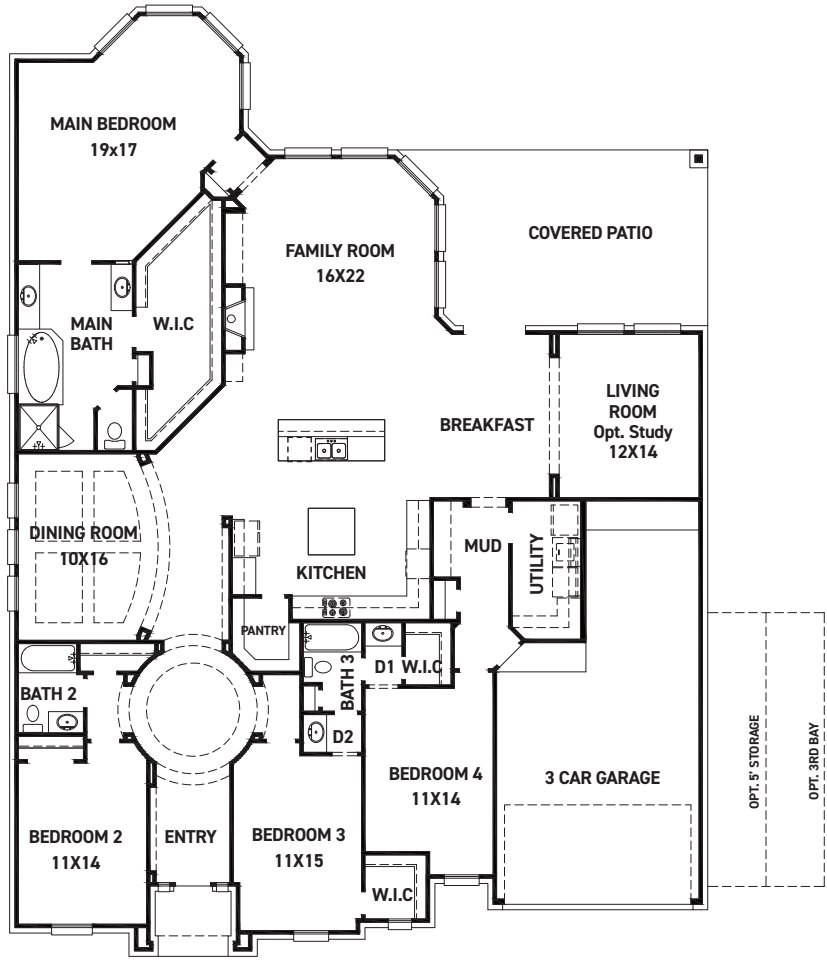 MAIN BEDROOM
19x17
FAMILY ROOM
16X22
COVERED PATIO
MAIN
BATH
W.I.C
LIVING
ROOM
Opt. Study
12X14
BREAKFAST
DINING ROOM
10X16
KITCHEN
MUD
UTILITY
PANTRY
BATH 3
D1
W.I.C
BATH 2
D2
BEDROOM 4
11X14
3 CAR GARAGE
OPT. 5' STORAGE
OPT. 3RD BAY
BEDROOM 2
11X14
ENTRY
BEDROOM 3
11X15
W.I.C